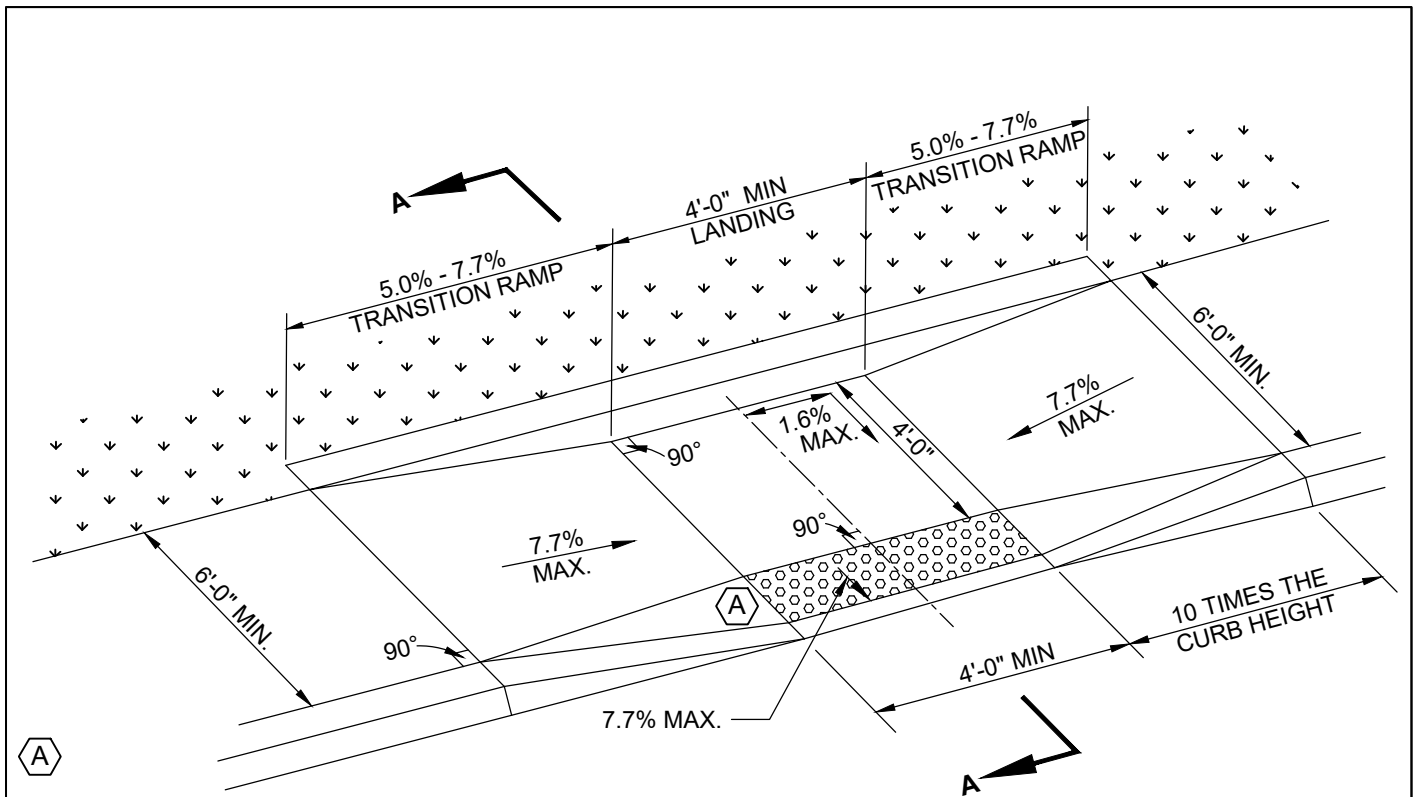 5.0% - 7.7%
TRANSITION RAMP
4'-0" MIN
LANDING
A
5.0% - 7.7%
TRANSITION RAMP
6'-0" MIN.
7.7%
MAX.
1.6%
MAX.
4'-0"
90°
90°
7.7%
MAX.
6'-0" MIN.
90°
A
10 TIMES THE
CURB HEIGHT
4'-0" MIN
7.7% MAX.
A
A